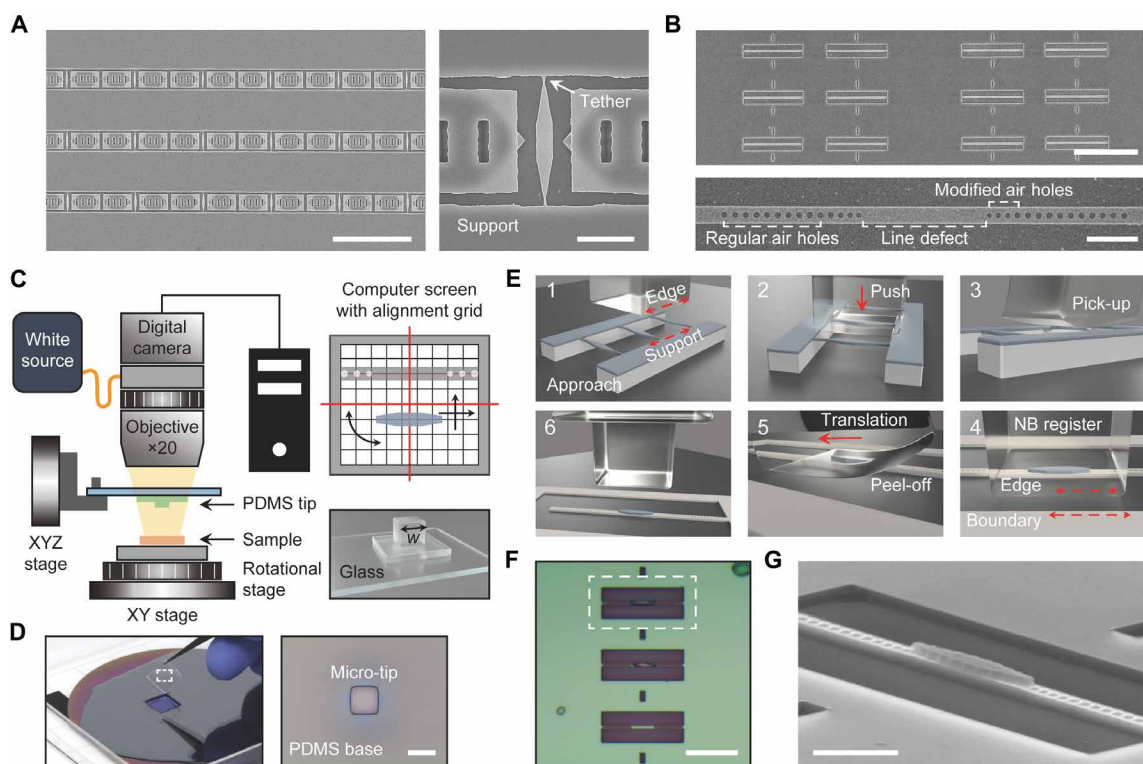 A
Tether
Support
B
Modified air holes
Regular air holes
Line defect
C
White
source
Digital
camera
Objective
×20
XYZ
stage
PDMS tip
Sample
Rotational
stage
XY stage
Computer screen
with alignment grid
W
Glass
D
Micro-tip
PDMS base
E
1
Edge
Support
Approach
2
Push
3
Pick-up
6
5
Translation
Peel-off
4
NB register
Edge
Boundary
F
G